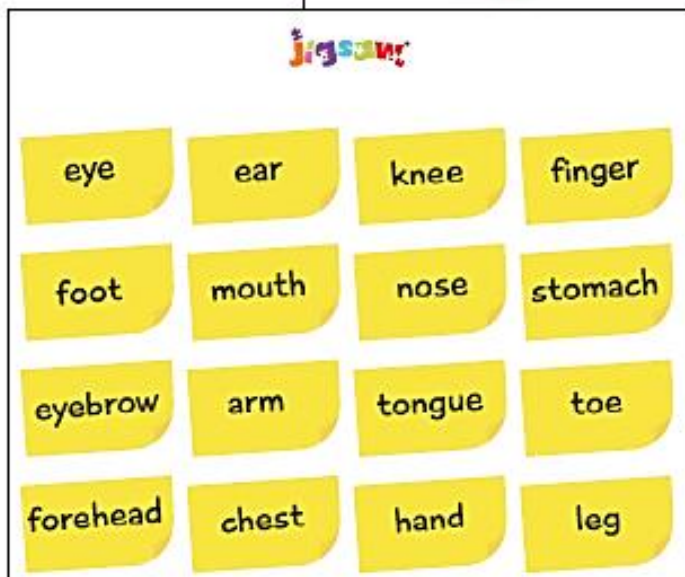 jigsaw
eye ear knee finger
foot mouth nose stomach
eyebrow arm tongue toe
forehead chest hand leg